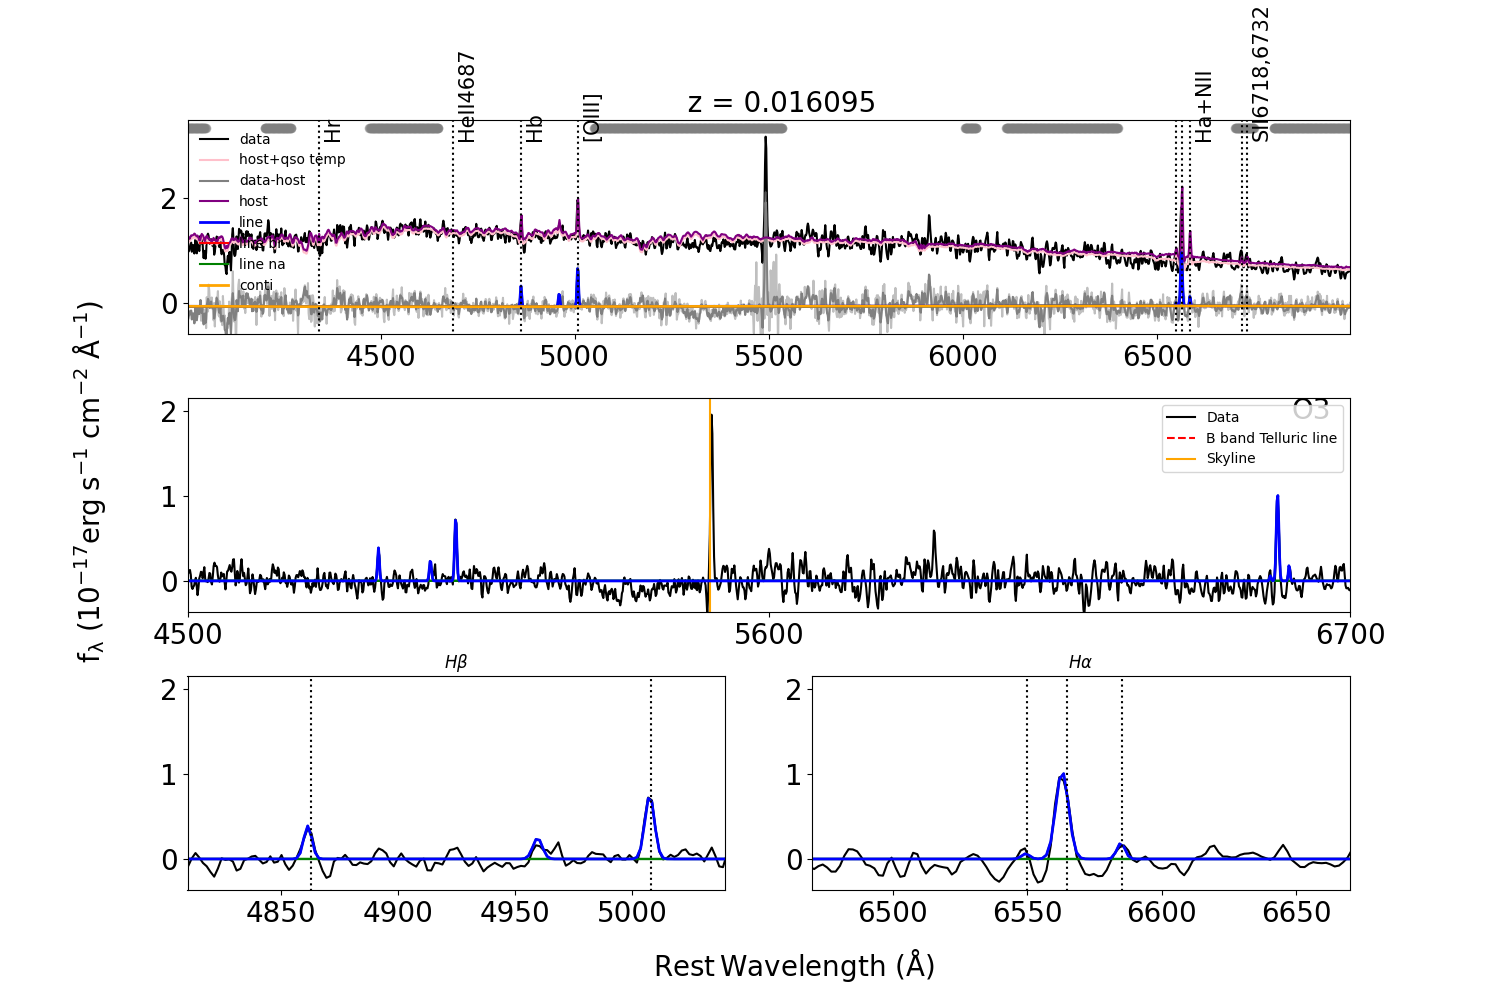 z = 0.016095
Hr
HeII4687
Hb
[OIII]
Ha+NII
SII6718,6732
data
host+qso temp
data-host
host
line
line br
line na
conti
2
0
4500
5000
5500
6000
6500
fλ (10⁻¹⁷erg s⁻¹ cm⁻² Å⁻¹)
O3
Data
B band Telluric line
Skyline
2
1
0
4500
5600
6700
Hβ
2
1
0
4850
4900
4950
5000
Hα
2
1
0
6500
6550
6600
6650
Rest Wavelength (Å)